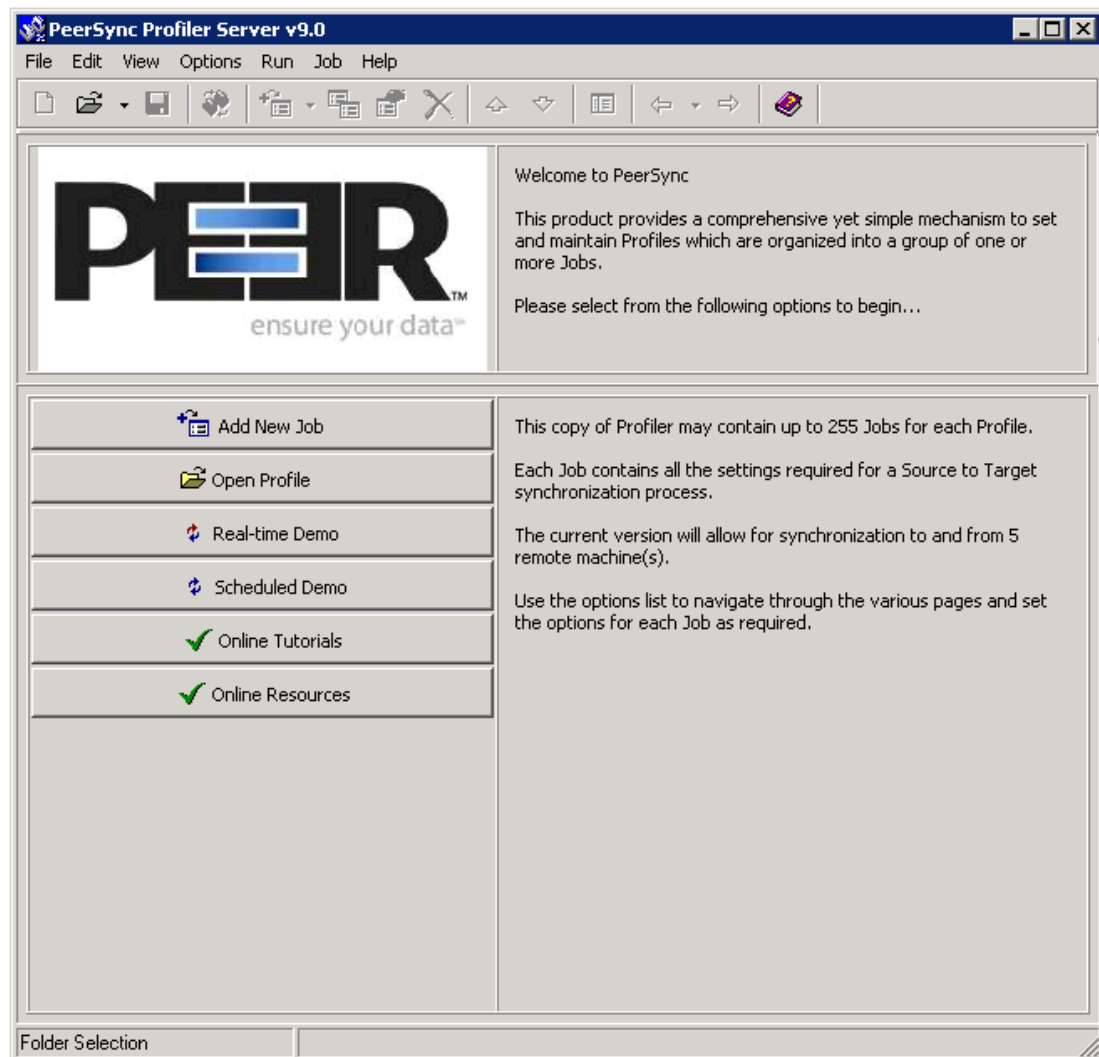 PeerSync Profiler Server v9.0
File Edit View Options Run Job Help
PEER™
ensure your data℠
Welcome to PeerSync
This product provides a comprehensive yet simple mechanism to set
and maintain Profiles which are organized into a group of one or
more Jobs.
Please select from the following options to begin...
Add New Job
Open Profile
Real-time Demo
Scheduled Demo
Online Tutorials
Online Resources
This copy of Profiler may contain up to 255 Jobs for each Profile.
Each Job contains all the settings required for a Source to Target
synchronization process.
The current version will allow for synchronization to and from 5
remote machine(s).
Use the options list to navigate through the various pages and set
the options for each Job as required.
Folder Selection